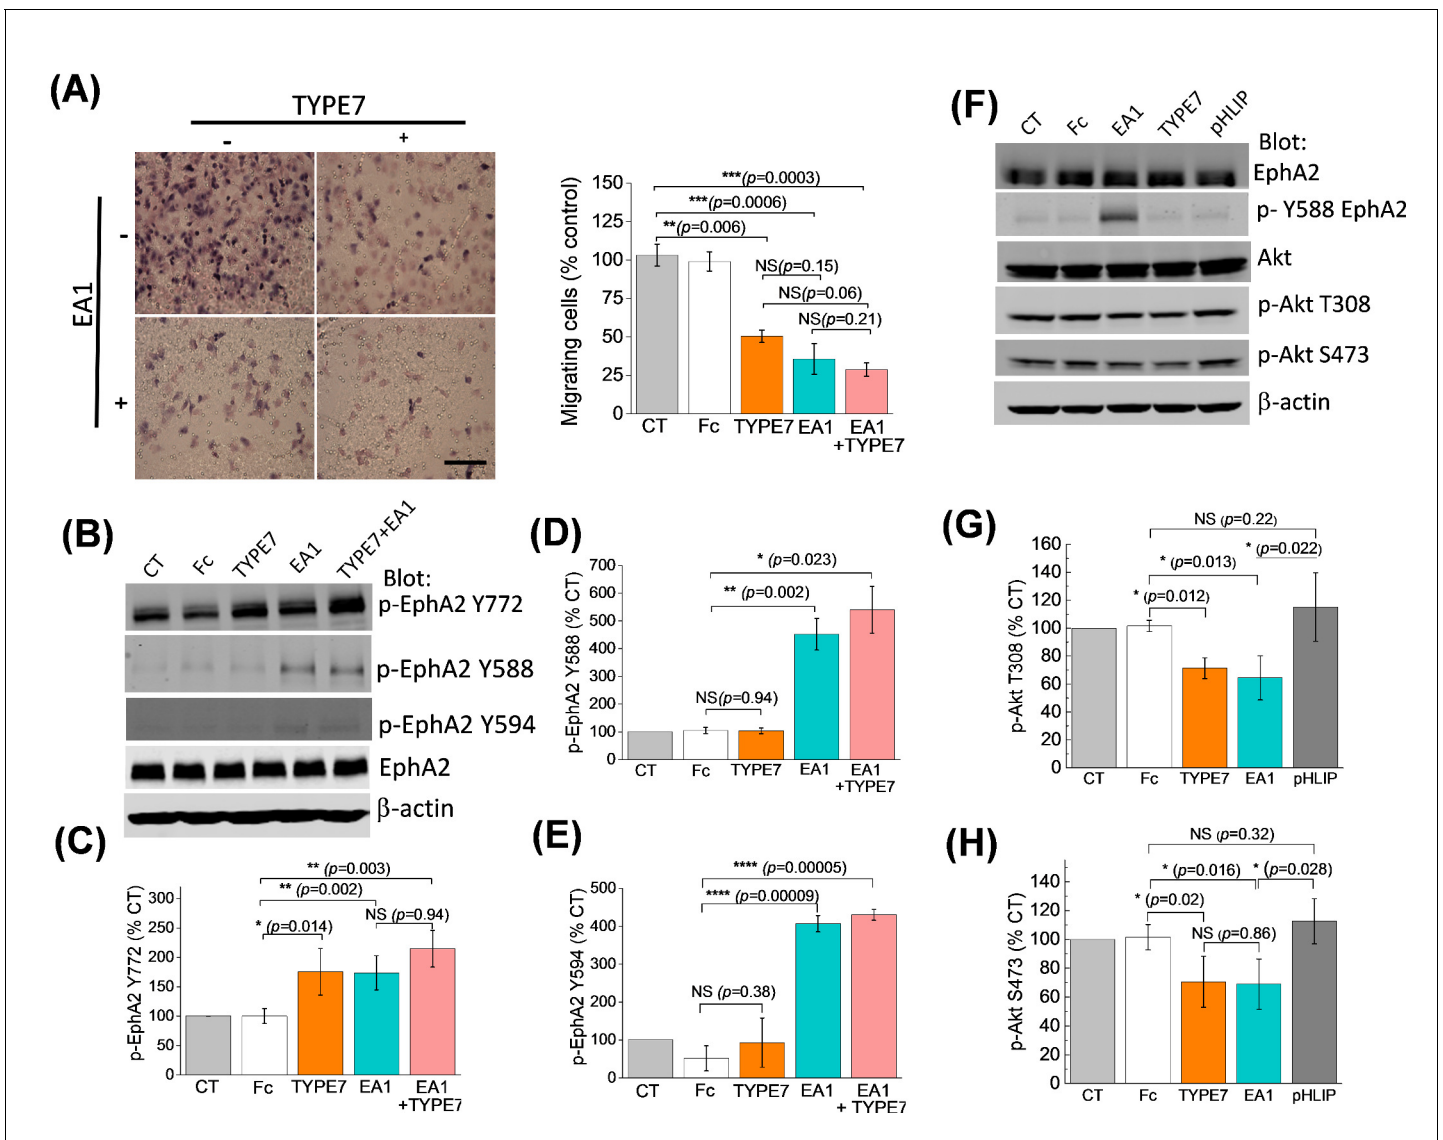 (A)
TYPE7
-
+
EA1
-
+
Migrating cells (% control)
150
125
100
75
50
25
0
***(p=0.0003)
***(p=0.0006)
**(p=0.006)
NS(p=0.15)
NS(p=0.06)
NS(p=0.21)
CT
Fc
TYPE7
EA1
EA1
+TYPE7
(B)
CT
Fc
TYPE7
EA1
TYPE7+EA1
Blot:
p-EphA2 Y772
p-EphA2 Y588
p-EphA2 Y594
EphA2
β-actin
(C)
p-EphA2 Y772 (% CT)
300
250
200
150
100
50
0
** (p=0.003)
** (p=0.002)
* (p=0.014)
NS (p=0.94)
CT
Fc
TYPE7
EA1
EA1
+TYPE7
(D)
p-EphA2 Y588 (% CT)
700
600
500
400
300
200
100
0
* (p=0.023)
** (p=0.002)
NS(p=0.94)
CT
Fc
TYPE7
EA1
EA1
+TYPE7
(E)
p-EphA2 Y594 (% CT)
500
400
300
200
100
0
**** (p=0.00005)
**** (p=0.00009)
NS (p=0.38)
CT
Fc
TYPE7
EA1
EA1
+ TYPE7
(F)
CT
Fc
EA1
TYPE7
pHLIP
Blot:
EphA2
p- Y588 EphA2
Akt
p-Akt T308
p-Akt S473
β-actin
(G)
p-Akt T308 (% CT)
160
140
120
100
80
60
40
20
0
NS (p=0.22)
* (p=0.022)
* (p=0.013)
* (p=0.012)
CT
Fc
TYPE7
EA1
pHLIP
(H)
p-Akt S473 (% CT)
140
120
100
80
60
40
20
0
NS (p=0.32)
* (p=0.016)
* (p=0.028)
* (p=0.02)
NS (p=0.86)
CT
Fc
TYPE7
EA1
pHLIP